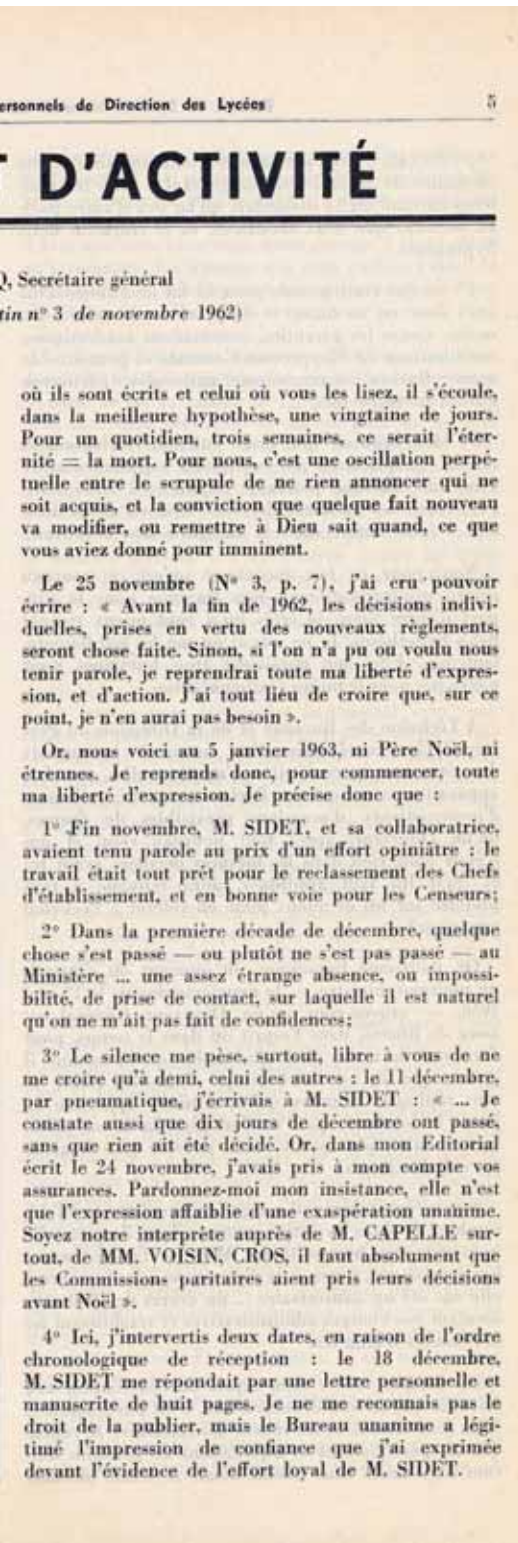 ersonnels de Direction des Lycées 5
T D'ACTIVITÉ
Q, Secrétaire général
tin n° 3 de novembre 1962)
où ils sont écrits et celui où vous les lisez, il s'écoule,
dans la meilleure hypothèse, une vingtaine de jours.
Pour un quotidien, trois semaines, ce serait l'éter-
nité = la mort. Pour nous, c'est une oscillation perpé-
tuelle entre le scrupule de ne rien annoncer qui ne
soit acquis, et la conviction que quelque fait nouveau
va modifier, ou remettre à Dieu sait quand, ce que
vous aviez donné pour imminent.
Le 25 novembre (N° 3, p. 7), j'ai cru pouvoir
écrire : « Avant la fin de 1962, les décisions indivi-
duelles, prises en vertu des nouveaux règlements,
seront chose faite. Sinon, si l'on n'a pu ou voulu nous
tenir parole, je reprendrai toute ma liberté d'expres-
sion, et d'action. J'ai tout lieu de croire que, sur ce
point, je n'en aurai pas besoin ».
Or, nous voici au 5 janvier 1963, ni Père Noël, ni
étrennes. Je reprends donc, pour commencer, toute
ma liberté d'expression. Je précise donc que :
1° Fin novembre, M. SIDET, et sa collaboratrice,
avaient tenu parole au prix d'un effort opiniâtre : le
travail était tout prêt pour le reclassement des Chefs
d'établissement, et en bonne voie pour les Censeurs;
2° Dans la première décade de décembre, quelque
chose s'est passé — ou plutôt ne s'est pas passé — au
Ministère ... une assez étrange absence, ou impossi-
bilité, de prise de contact, sur laquelle il est naturel
qu'on ne m'ait pas fait de confidences;
3° Le silence me pèse, surtout, libre à vous de ne
me croire qu'à demi, celui des autres : le 11 décembre,
par pneumatique, j'écrivais à M. SIDET : « ... Je
constate aussi que dix jours de décembre ont passé,
sans que rien ait été décidé. Or, dans mon Editorial
écrit le 24 novembre, j'avais pris à mon compte vos
assurances. Pardonnez-moi mon insistance, elle n'est
que l'expression affaiblie d'une exaspération unanime.
Soyez notre interprète auprès de M. CAPELLE sur-
tout, de MM. VOISIN, CROS, il faut absolument que
les Commissions paritaires aient pris leurs décisions
avant Noël ».
4° Ici, j'intervertis deux dates, en raison de l'ordre
chronologique de réception : le 18 décembre,
M. SIDET me répondait par une lettre personnelle et
manuscrite de huit pages. Je ne me reconnais pas le
droit de la publier, mais le Bureau unanime a légi-
timé l'impression de confiance que j'ai exprimée
devant l'évidence de l'effort loyal de M. SIDET.